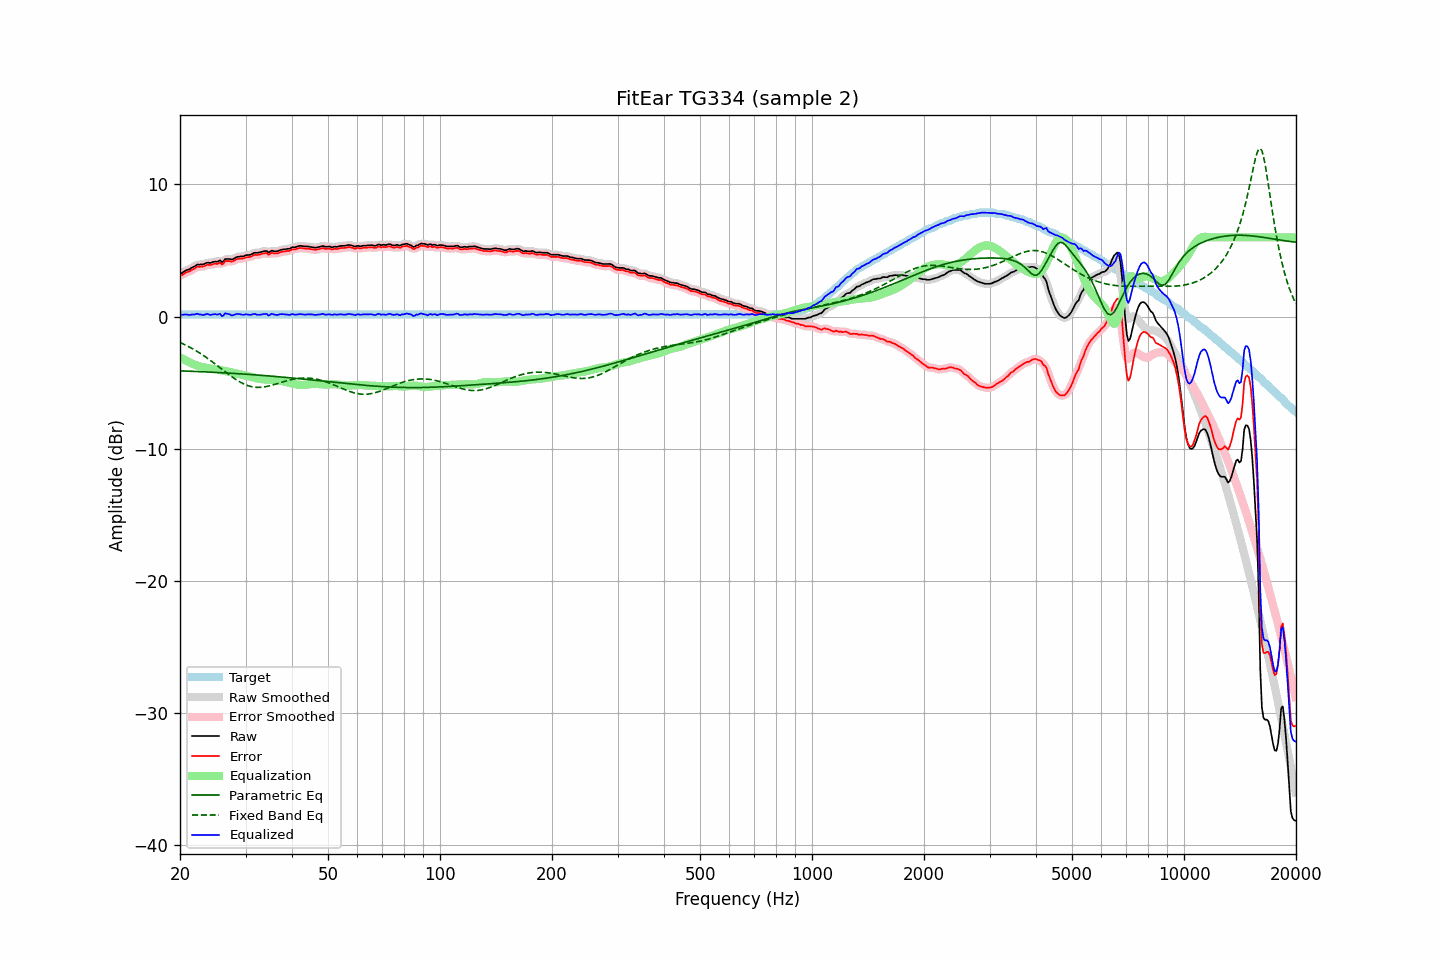 FitEar TG334 (sample 2)
Amplitude (dBr)
10
0
−10
−20
−30
−40
Target
Raw Smoothed
Error Smoothed
Raw
Error
Equalization
Parametric Eq
Fixed Band Eq
Equalized
20 50 100 200 500 1000 2000 5000 10000 20000
Frequency (Hz)